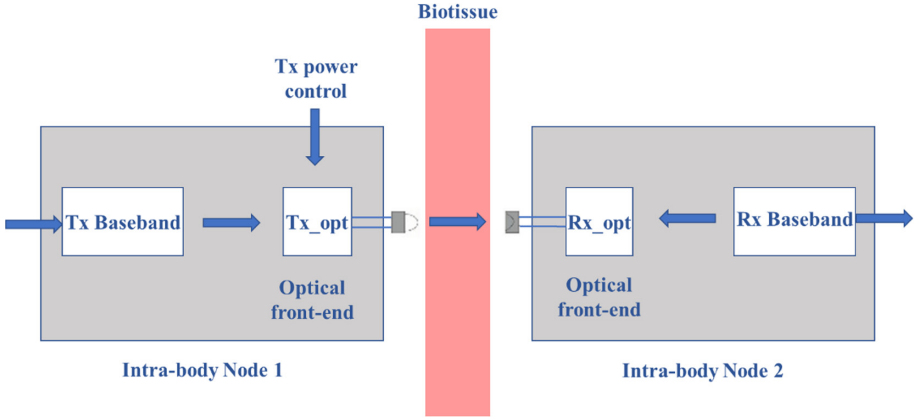 Biotissue
Tx power
control
Tx Baseband
Tx_opt
Rx_opt
Rx Baseband
Optical
front-end
Optical
front-end
Intra-body Node 1
Intra-body Node 2